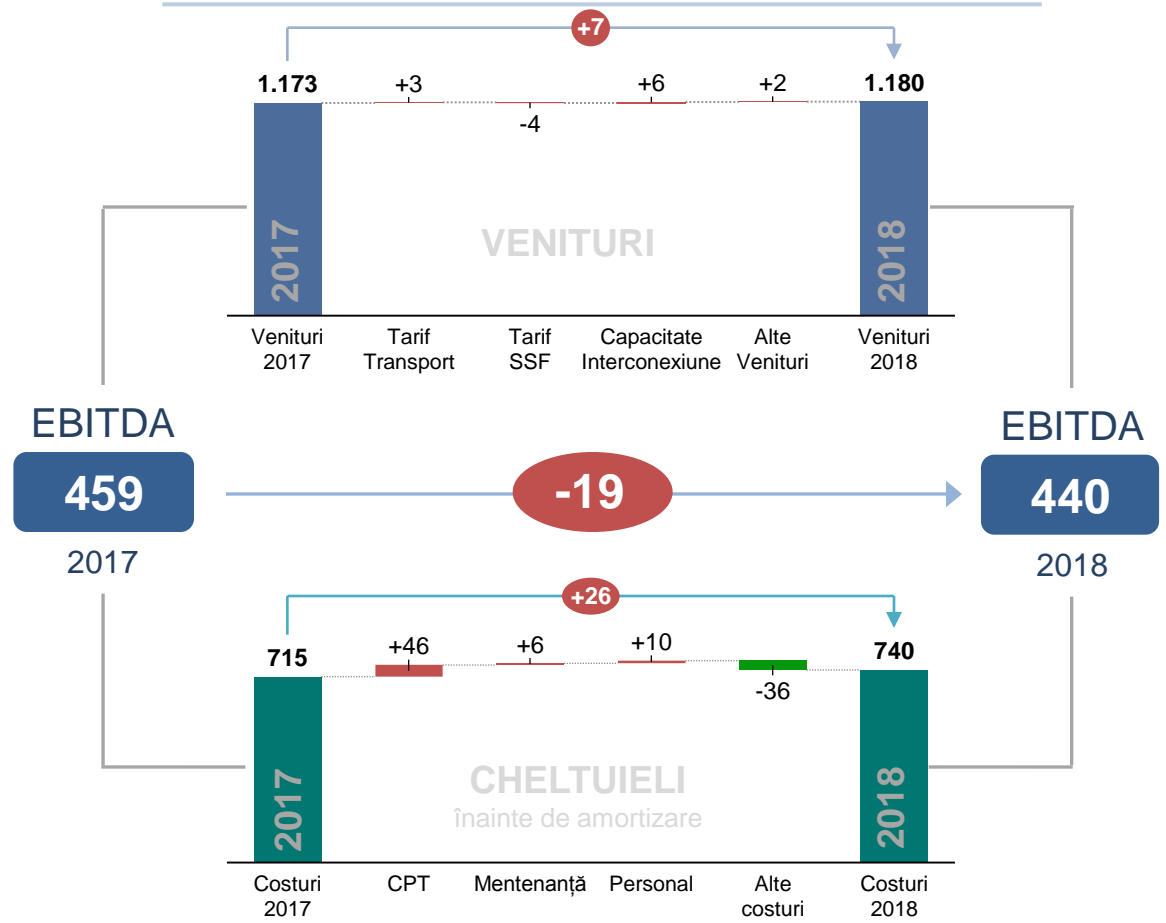 +7
1.173
+3
-4
+6
+2
1.180
2017
VENITURI
2018
Venituri
2017
Tarif
Transport
Tarif
SSF
Capacitate
Interconexiune
Alte
Venituri
Venituri
2018
EBITDA
459
2017
-19
EBITDA
440
2018
+26
715
+46
+6
+10
-36
740
2017
CHELTUIELI
înainte de amortizare
2018
Costuri
2017
CPT
Mentenanță
Personal
Alte
costuri
Costuri
2018